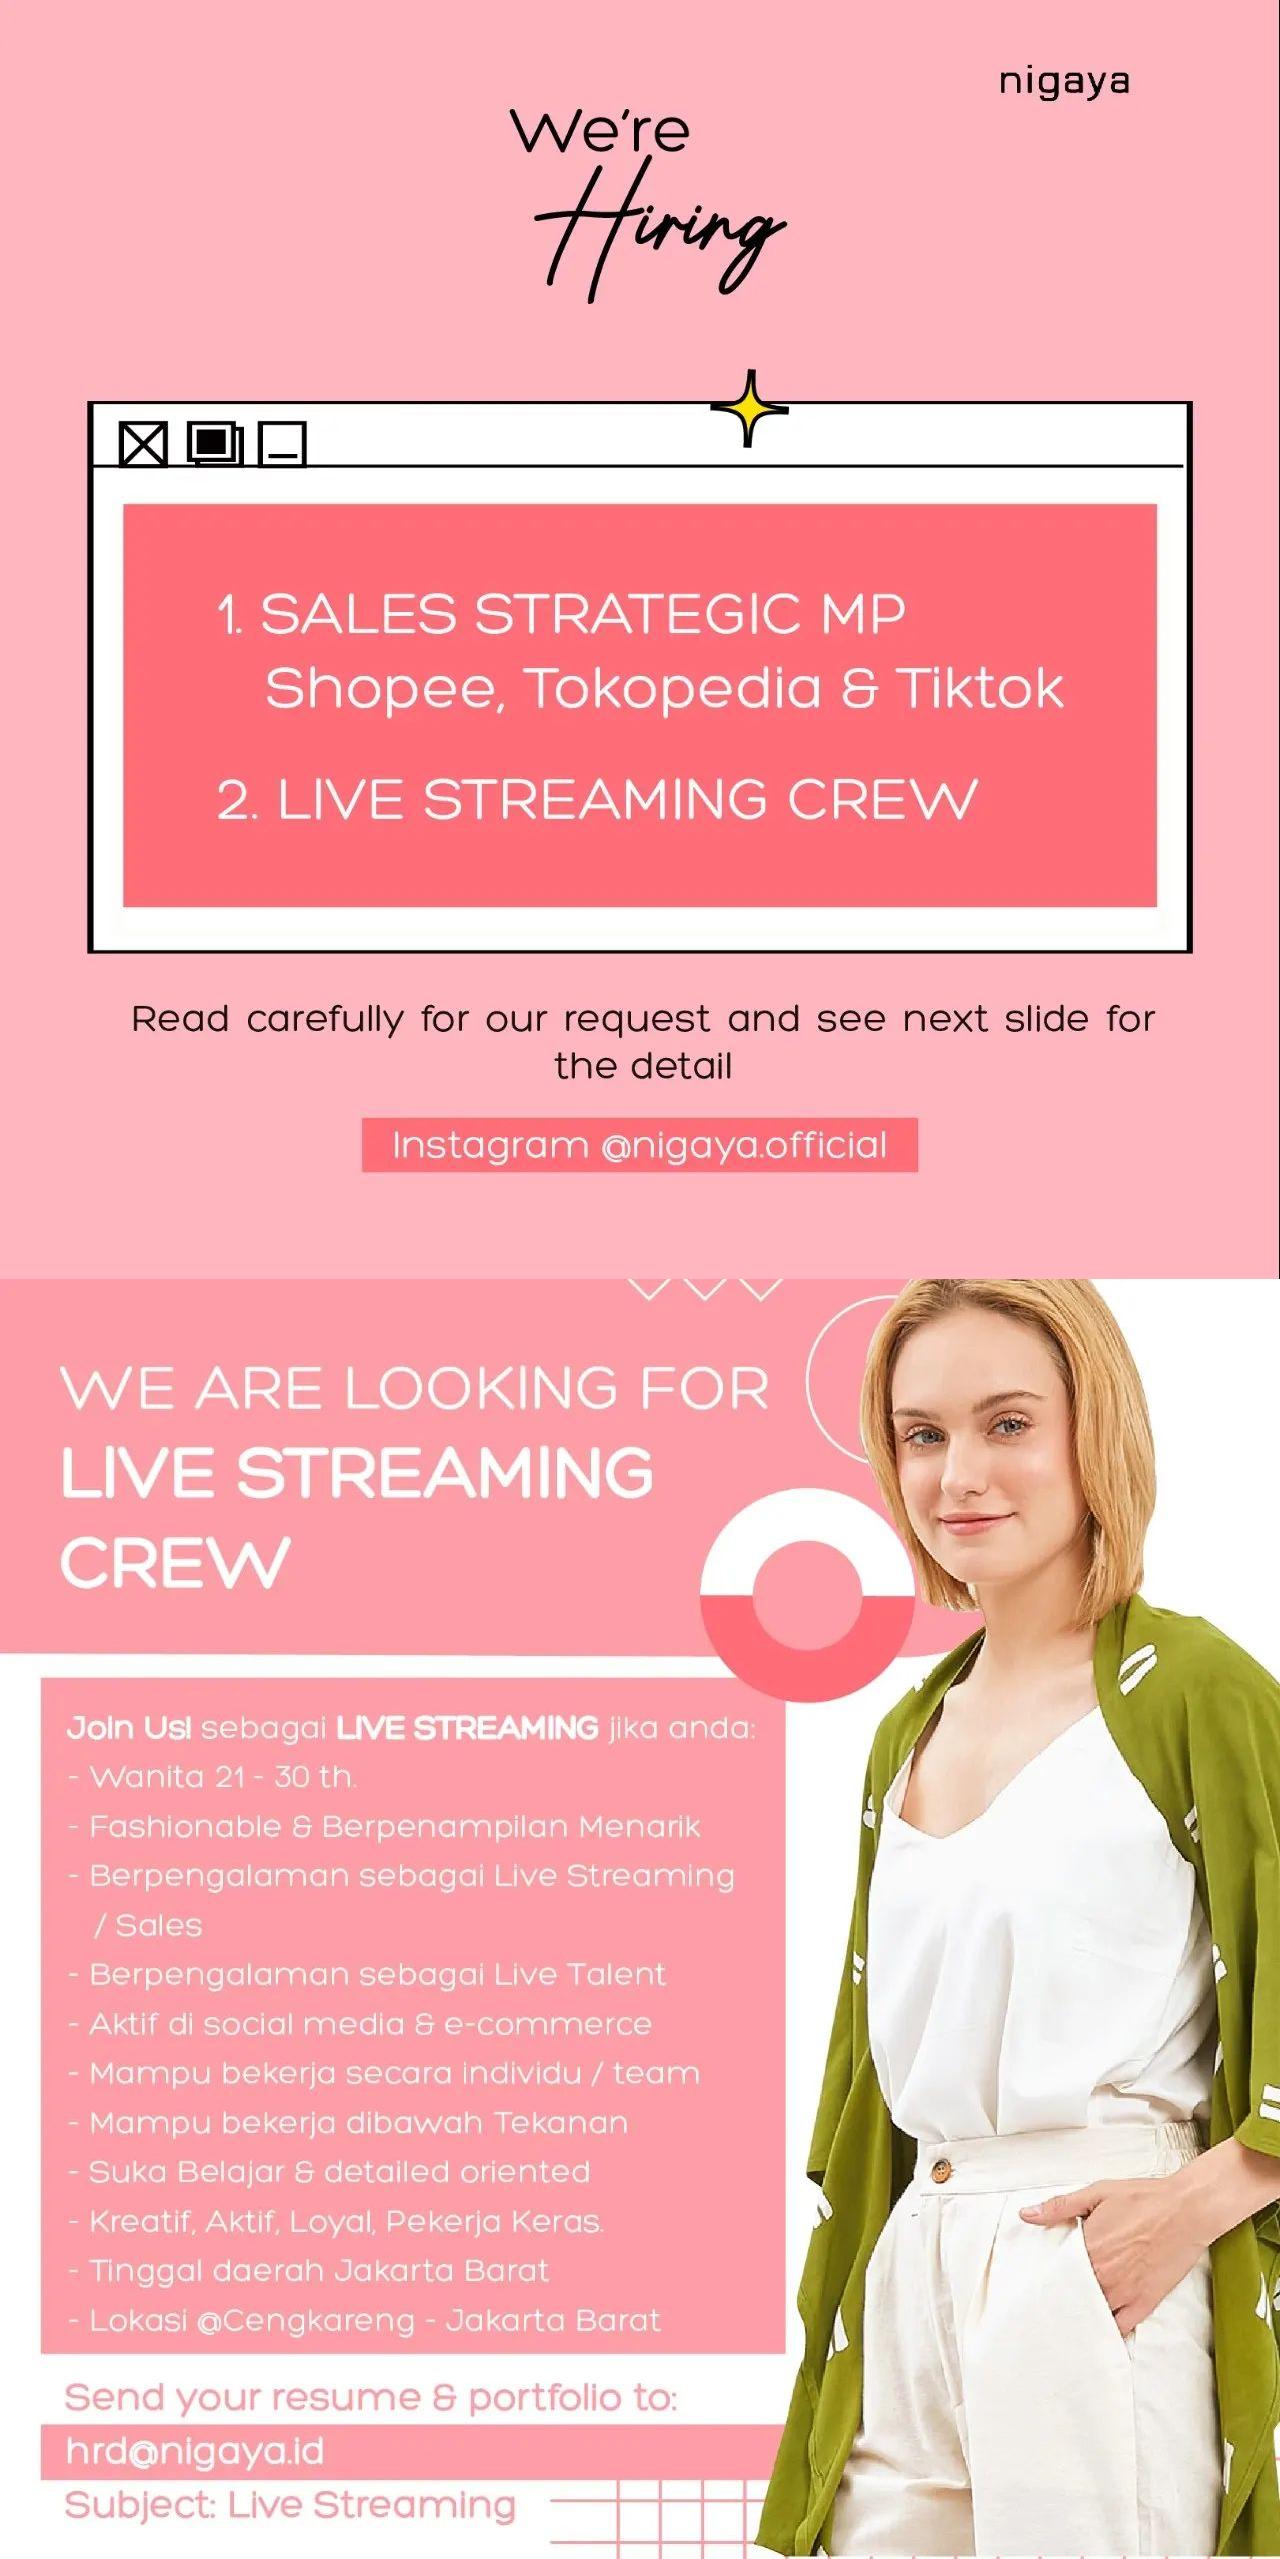 nigaya
We're
Hiring
1. SALES STRATEGIC MP
Shopee, Tokopedia & Tiktok
2. LIVE STREAMING CREW
Read carefully for our request and see next slide for
the detail
Instagram @nigaya.official
WE ARE LOOKING FOR
LIVE STREAMING
CREW
Join Us! sebagai LIVE STREAMING jika anda:
- Wanita 21 - 30 th.
- Fashionable & Berpenampilan Menarik
- Berpengalaman sebagai Live Streaming
/ Sales
- Berpengalaman sebagai Live Talent
- Aktif di social media & e-commerce
- Mampu bekerja secara individu / team
- Mampu bekerja dibawah Tekanan
- Suka Belajar & detailed oriented
- Kreatif, Aktif, Loyal, Pekerja Keras.
- Tinggal daerah Jakarta Barat
- Lokasi @Cengkareng - Jakarta Barat
Send your resume & portfolio to:
hrd@nigaya.id
Subject: Live Streaming